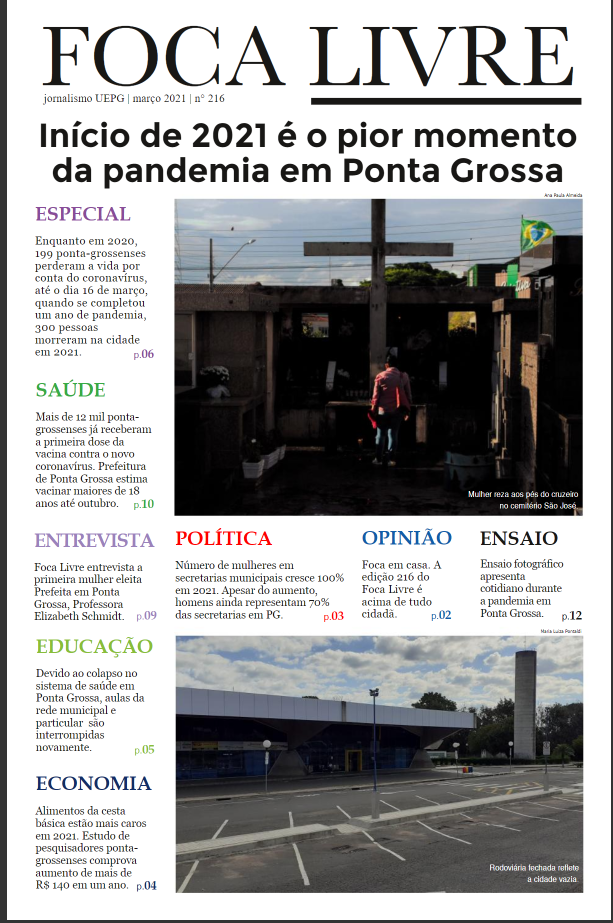 FOCA LIVRE
jornalismo UEPG | março 2021 | n° 216
Início de 2021 é o pior momento
da pandemia em Ponta Grossa
Ana Paula Almeida
ESPECIAL
Enquanto em 2020,
199 ponta-grossenses
perderam a vida por
conta do coronavírus,
até o dia 16 de março,
quando se completou
um ano de pandemia,
300 pessoas
morreram na cidade
em 2021.
p.06
Mulher reza aos pés do cruzeiro
no cemitério São José
SAÚDE
Mais de 12 mil ponta-
grossenses já receberam
a primeira dose da
vacina contra o novo
coronavírus. Prefeitura
de Ponta Grossa estima
vacinar maiores de 18
anos até outubro.
p.10
ENTREVISTA
Foca Livre entrevista a
primeira mulher eleita
Prefeita em Ponta
Grossa, Professora
Elizabeth Schmidt.
p.09
POLÍTICA
Número de mulheres em
secretarias municipais cresce 100%
em 2021. Apesar do aumento,
homens ainda representam 70%
das secretarias em PG.
p.03
OPINIÃO
Foca em casa. A
edição 216 do
Foca Livre é
acima de tudo
cidadã.
p.02
ENSAIO
Ensaio fotográfico
apresenta
cotidiano durante
a pandemia em
Ponta Grossa.
p.12
Maria Luiza Pontaldi
EDUCAÇÃO
Devido ao colapso no
sistema de saúde em
Ponta Grossa, aulas da
rede municipal e
particular são
interrompidas
novamente.
p.05
ECONOMIA
Alimentos da cesta
básica estão mais caros
em 2021. Estudo de
pesquisadores ponta-
grossenses comprova
aumento de mais de
R$ 140 em um ano.
p.04
Rodoviária fechada reflete
a cidade vazia.